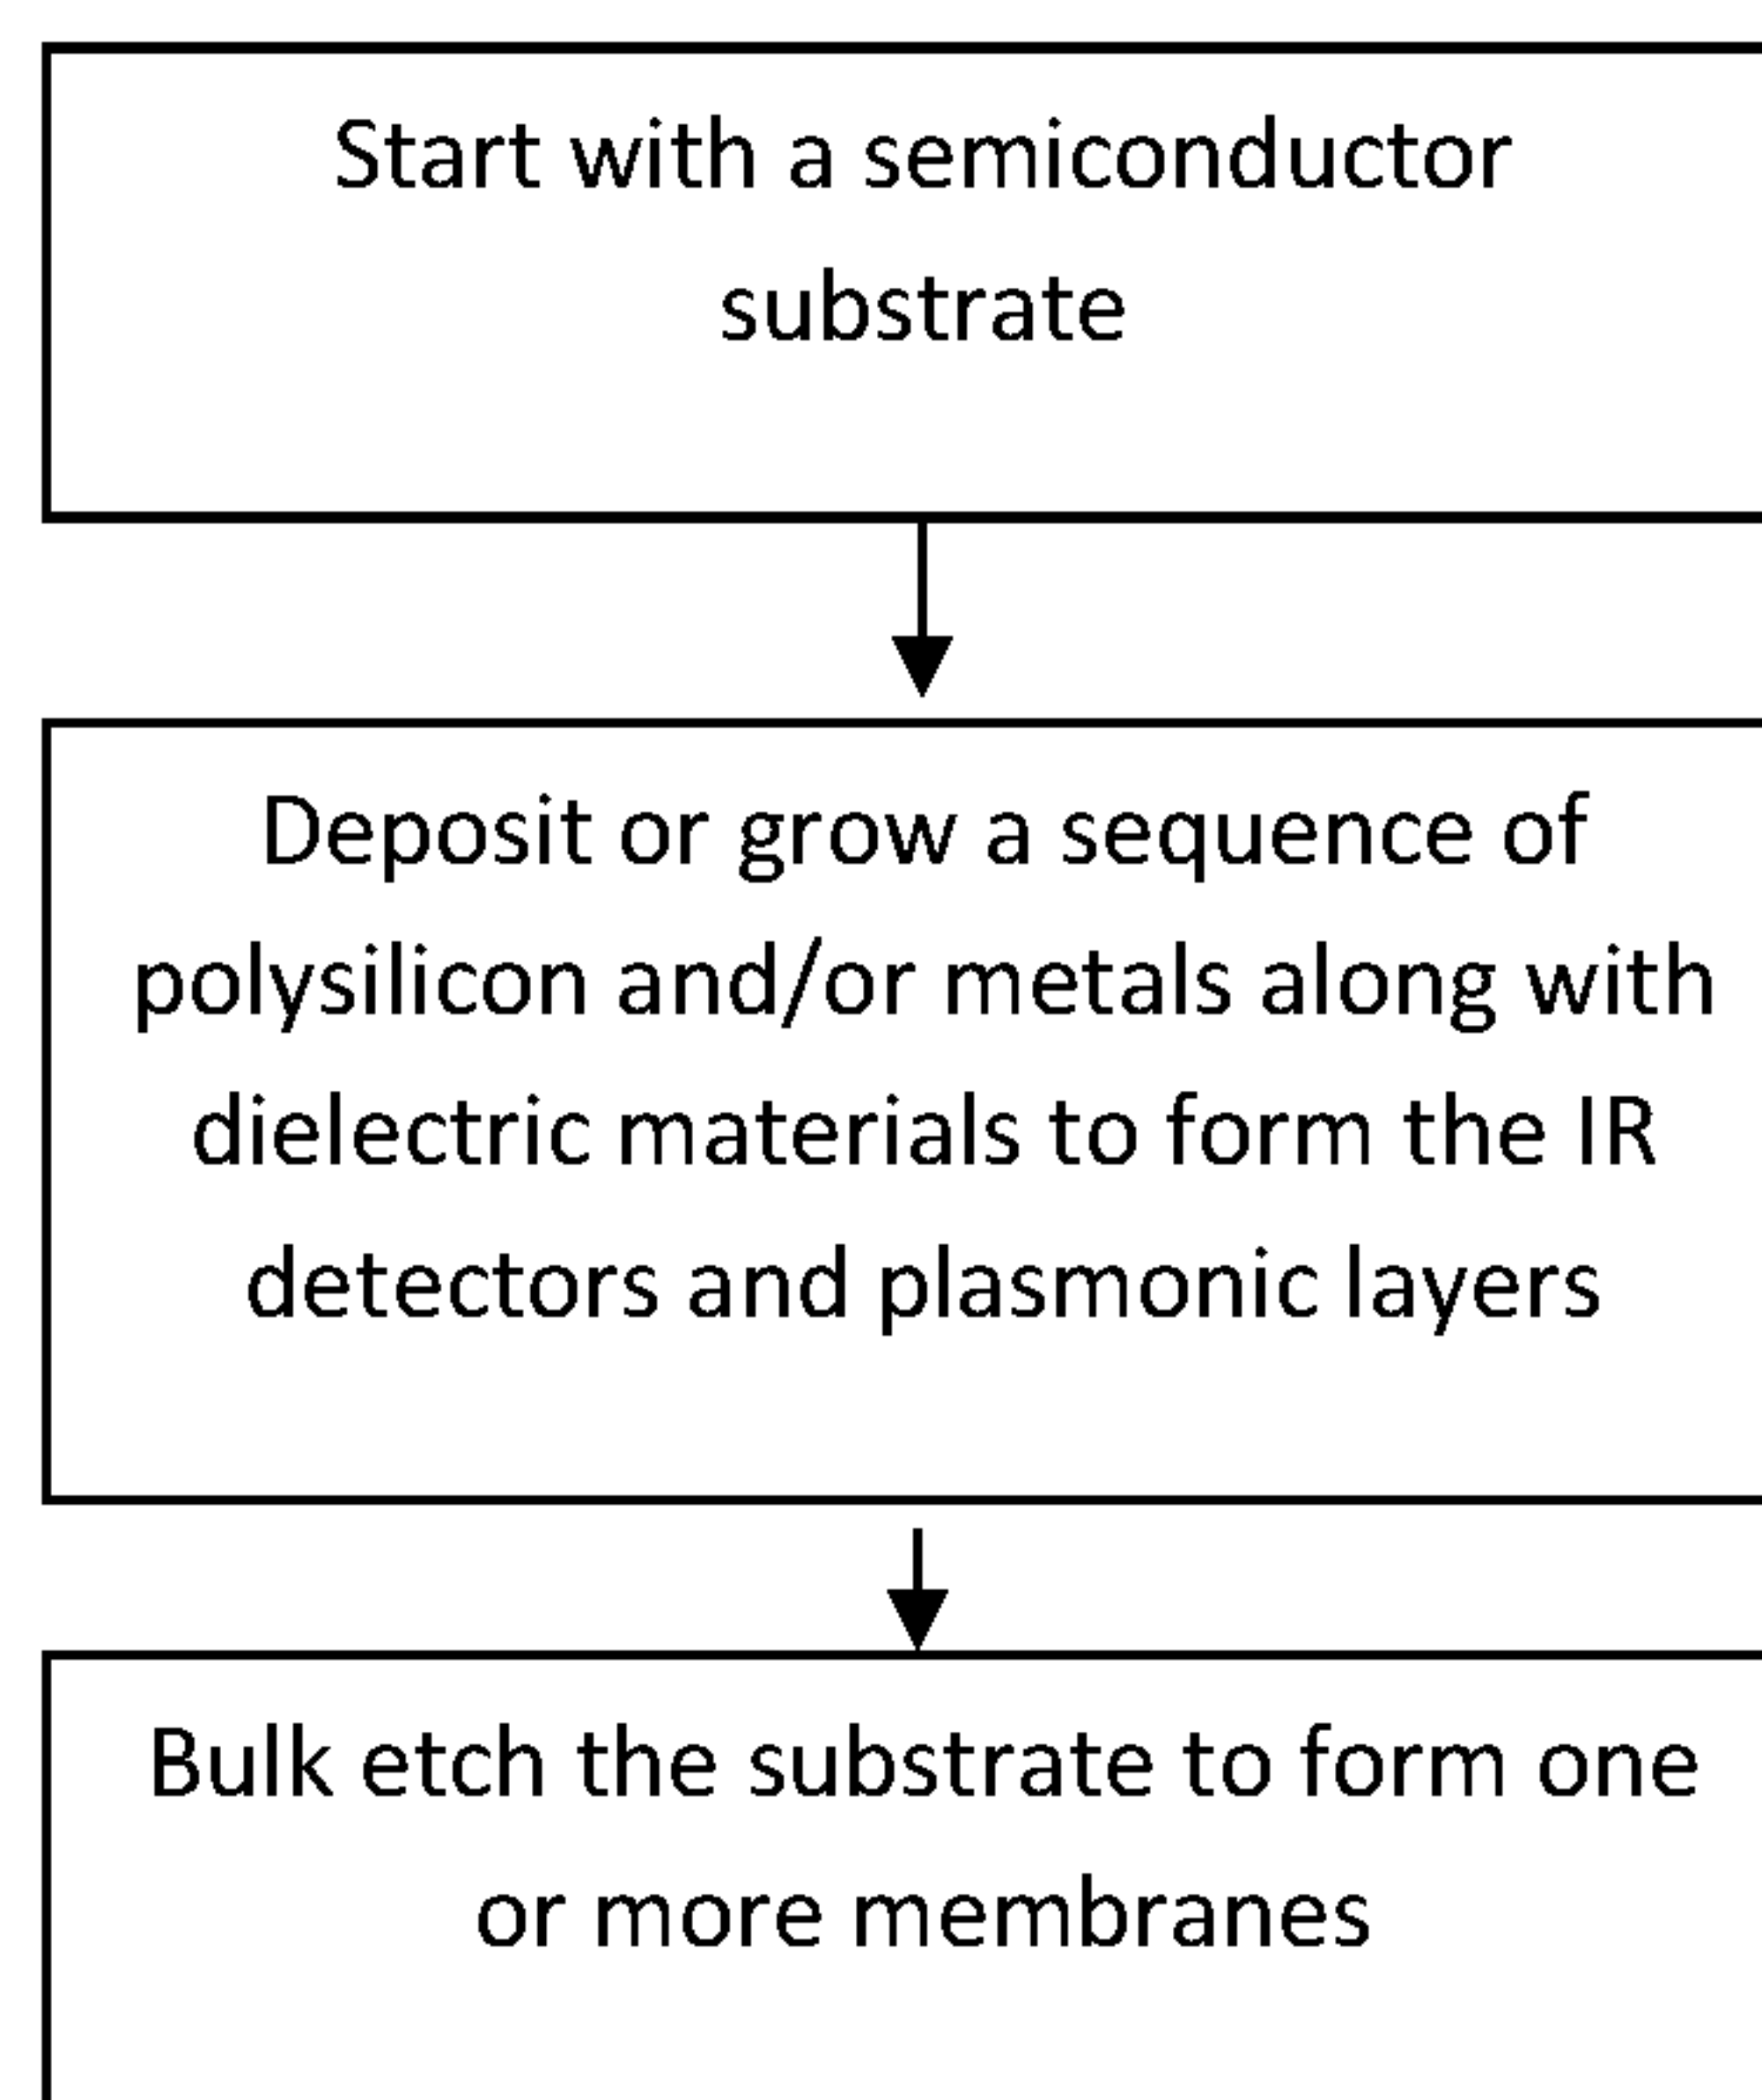 Start with a semiconductor
substrate
Deposit or grow a sequence of
polysilicon and/or metals along with
dielectric materials to form the IR
detectors and plasmonic layers
Bulk etch the substrate to form one
or more membranes